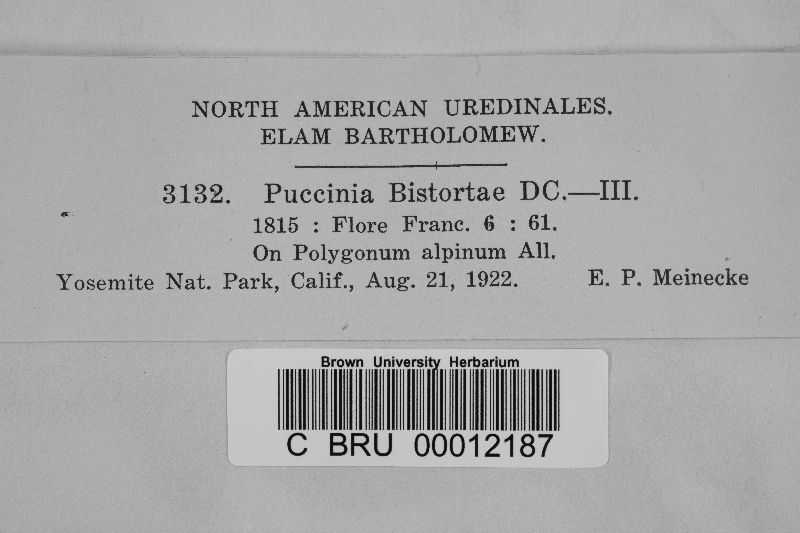 NORTH AMERICAN UREDINALES.
ELAM BARTHOLOMEW.
3132. Puccinia Bistortae DC.—III.
1815 : Flore Franc. 6 : 61.
On Polygonum alpinum All.
Yosemite Nat. Park, Calif., Aug. 21, 1922. E. P. Meinecke
Brown University Herbarium
C BRU 00012187